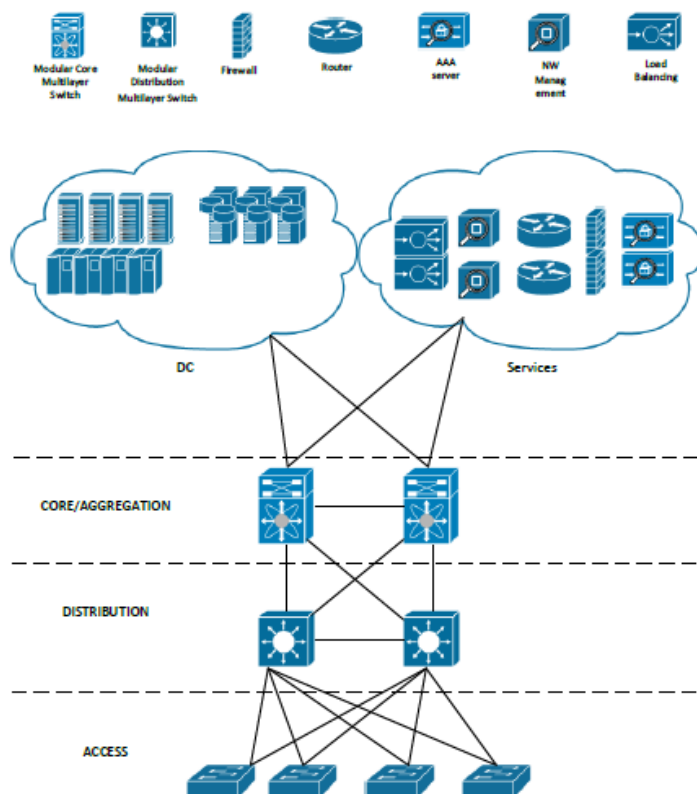 Modular Core
Multilayer
Switch
Modular
Distribution
Multilayer Switch
Firewall
Router
AAA
server
NW
Manag
ement
Load
Balancing
DC
Services
CORE/AGGREGATION
DISTRIBUTION
ACCESS